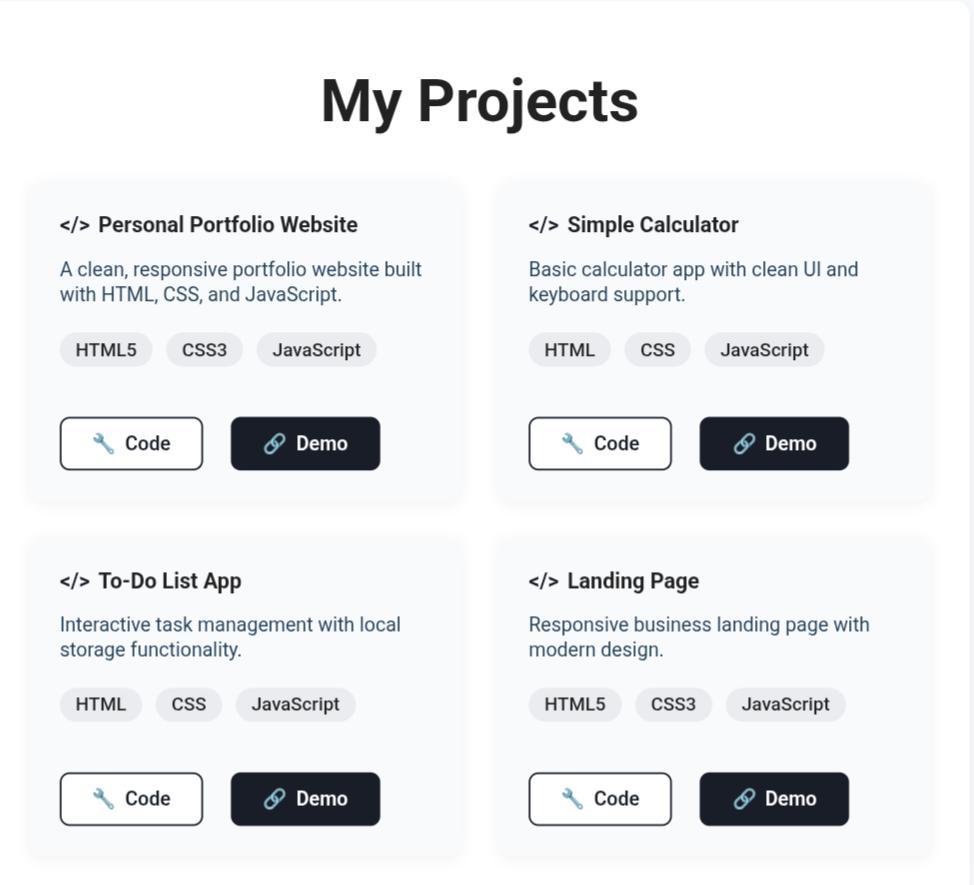 My Projects
</> Personal Portfolio Website
A clean, responsive portfolio website built
with HTML, CSS, and JavaScript.
HTML5 CSS3 JavaScript
🔧 Code 🔗 Demo
</> Simple Calculator
Basic calculator app with clean UI and
keyboard support.
HTML CSS JavaScript
🔧 Code 🔗 Demo
</> To-Do List App
Interactive task management with local
storage functionality.
HTML CSS JavaScript
🔧 Code 🔗 Demo
</> Landing Page
Responsive business landing page with
modern design.
HTML5 CSS3 JavaScript
🔧 Code 🔗 Demo